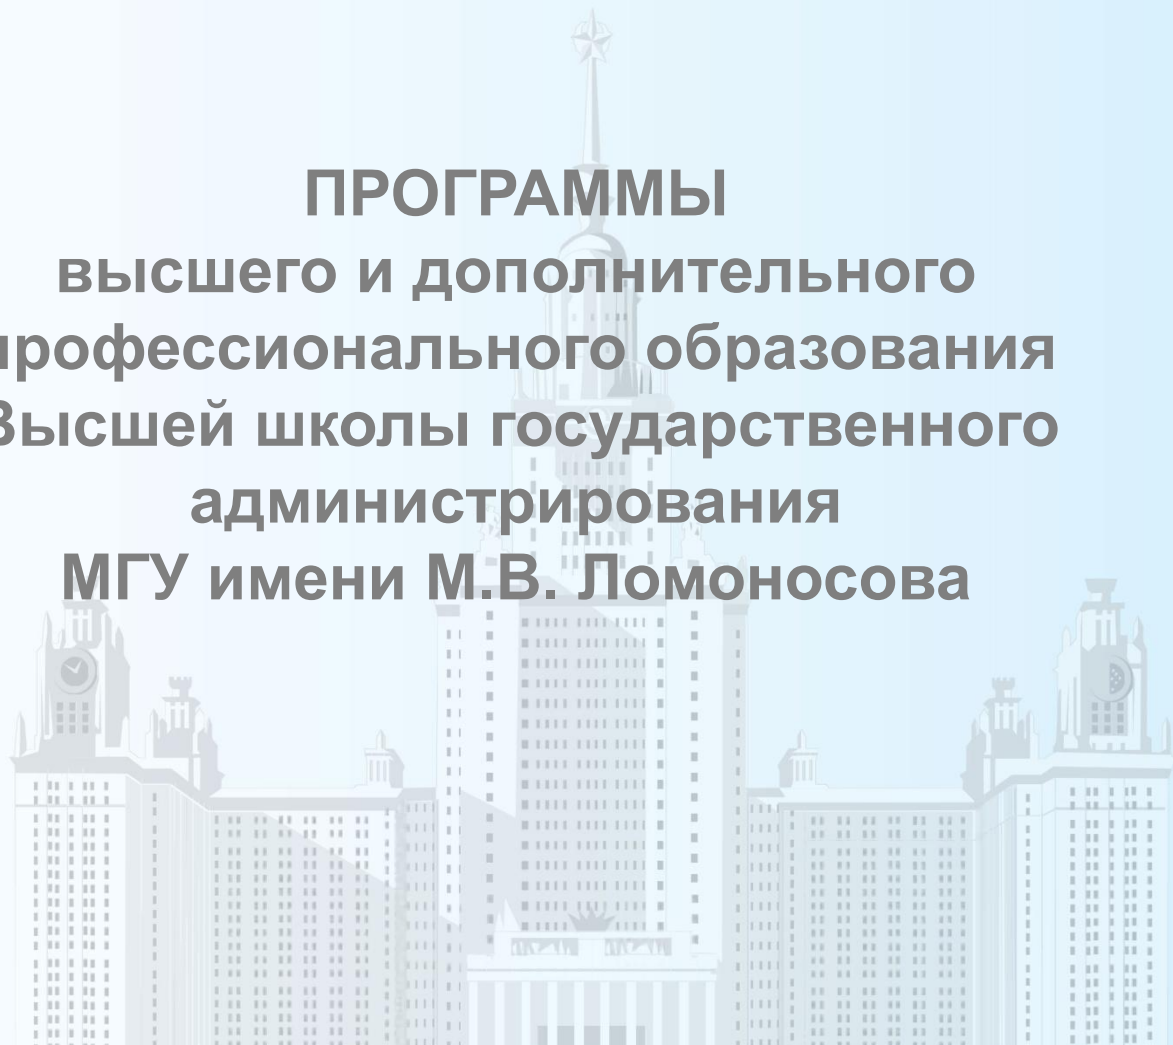 ПРОГРАММЫ
высшего и дополнительного
профессионального образования
Высшей школы государственного
администрирования
МГУ имени М.В. Ломоносова